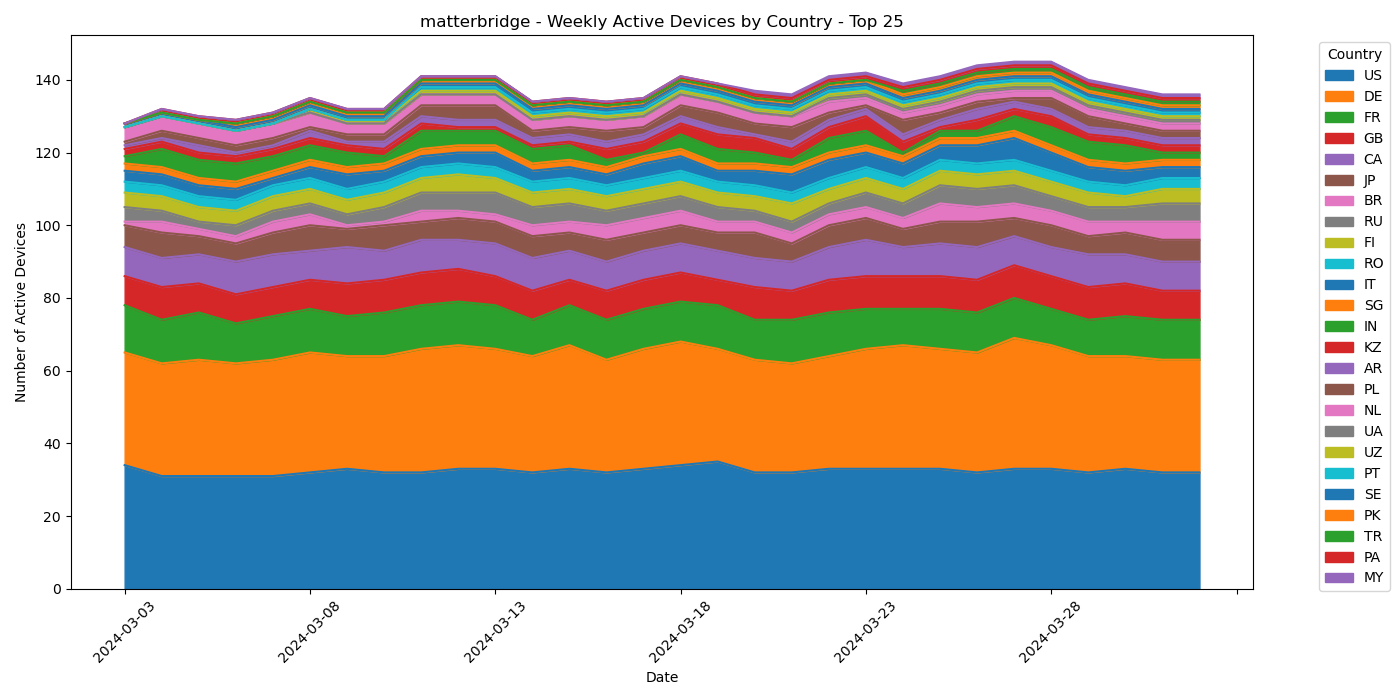 matterbridge - Weekly Active Devices by Country - Top 25
Number of Active Devices
140
120
100
80
60
40
20
0
2024-03-03
2024-03-08
2024-03-13
2024-03-18
2024-03-23
2024-03-28
Date
Country
US
DE
FR
GB
CA
JP
BR
RU
FI
RO
IT
SG
IN
KZ
AR
PL
NL
UA
UZ
PT
SE
PK
TR
PA
MY